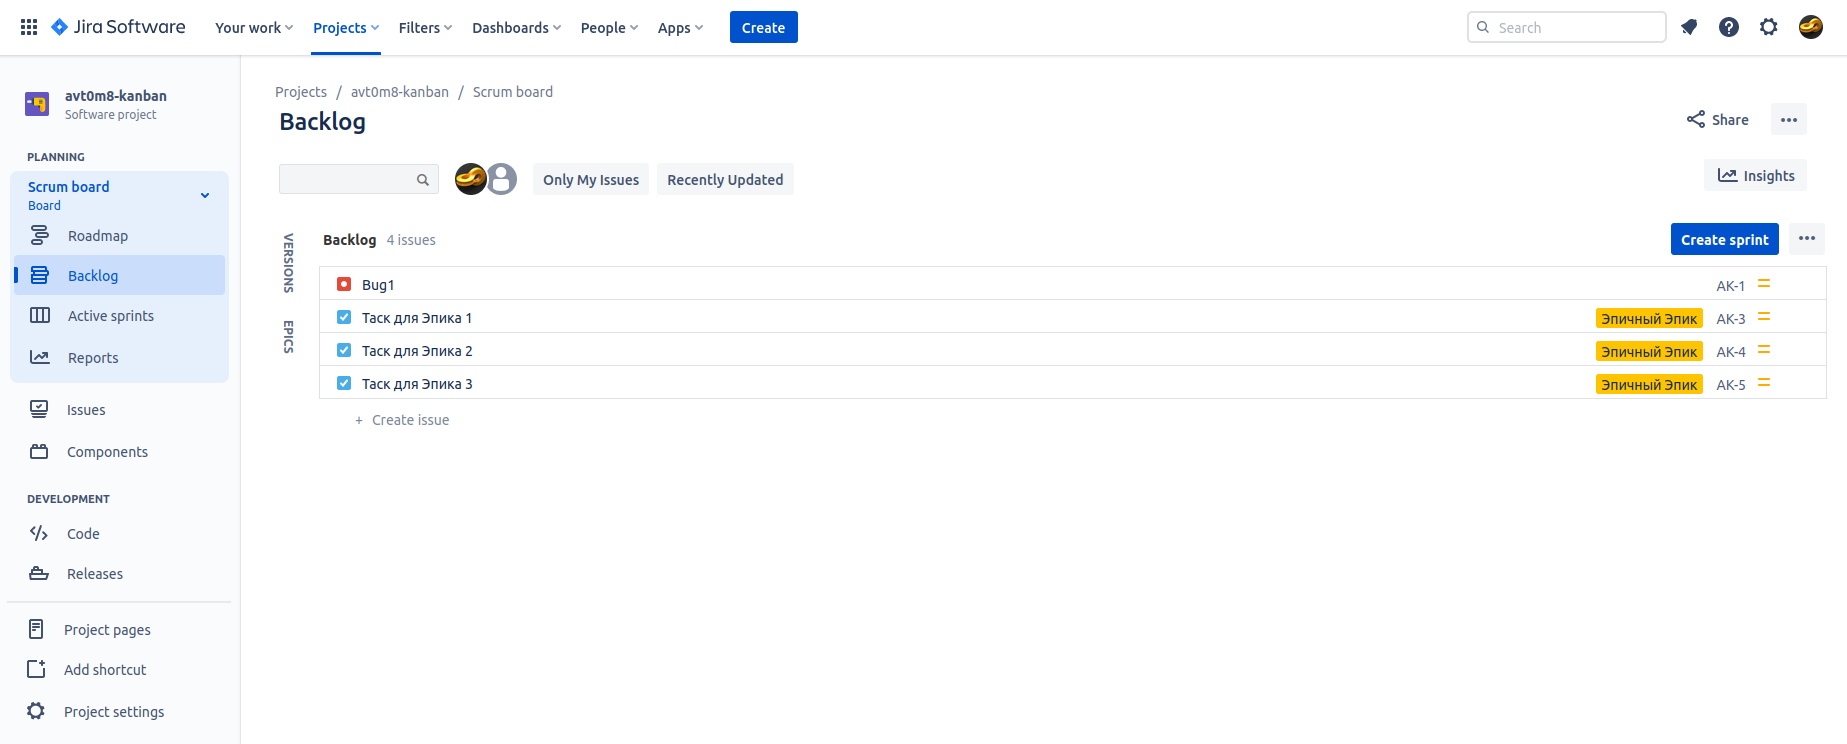 Jira Software
Your work
Projects
Filters
Dashboards
People
Apps
Create
Search
avt0m8-kanban
Software project
PLANNING
Scrum board
Board
Roadmap
Backlog
Active sprints
Reports
Issues
Components
DEVELOPMENT
Code
Releases
Project pages
Add shortcut
Project settings
Projects / avt0m8-kanban / Scrum board
Backlog
Share
Only My Issues
Recently Updated
Insights
VERSIONS
EPICS
Backlog 4 issues
Create sprint
Bug1 AK-1
Таск для Эпика 1 Эпичный Эпик AK-3
Таск для Эпика 2 Эпичный Эпик AK-4
Таск для Эпика 3 Эпичный Эпик AK-5
+ Create issue